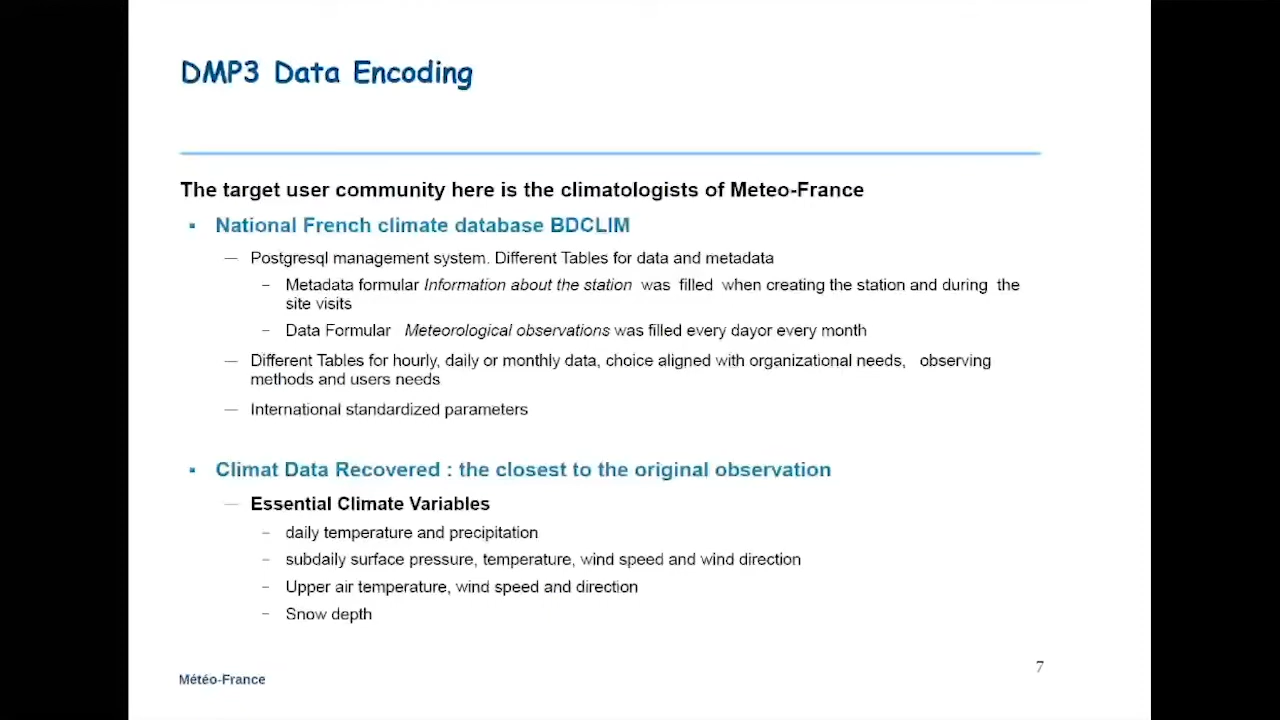 DMP3 Data Encoding
The target user community here is the climatologists of Meteo-France
▪ National French climate database BDCLIM
— Postgresql management system. Different Tables for data and metadata
– Metadata formular Information about the station was filled when creating the station and during the
site visits
– Data Formular Meteorological observations was filled every dayor every month
— Different Tables for hourly, daily or monthly data, choice aligned with organizational needs, observing
methods and users needs
— International standardized parameters
▪ Climat Data Recovered : the closest to the original observation
— Essential Climate Variables
– daily temperature and precipitation
– subdaily surface pressure, temperature, wind speed and wind direction
– Upper air temperature, wind speed and direction
– Snow depth
7
Météo-France